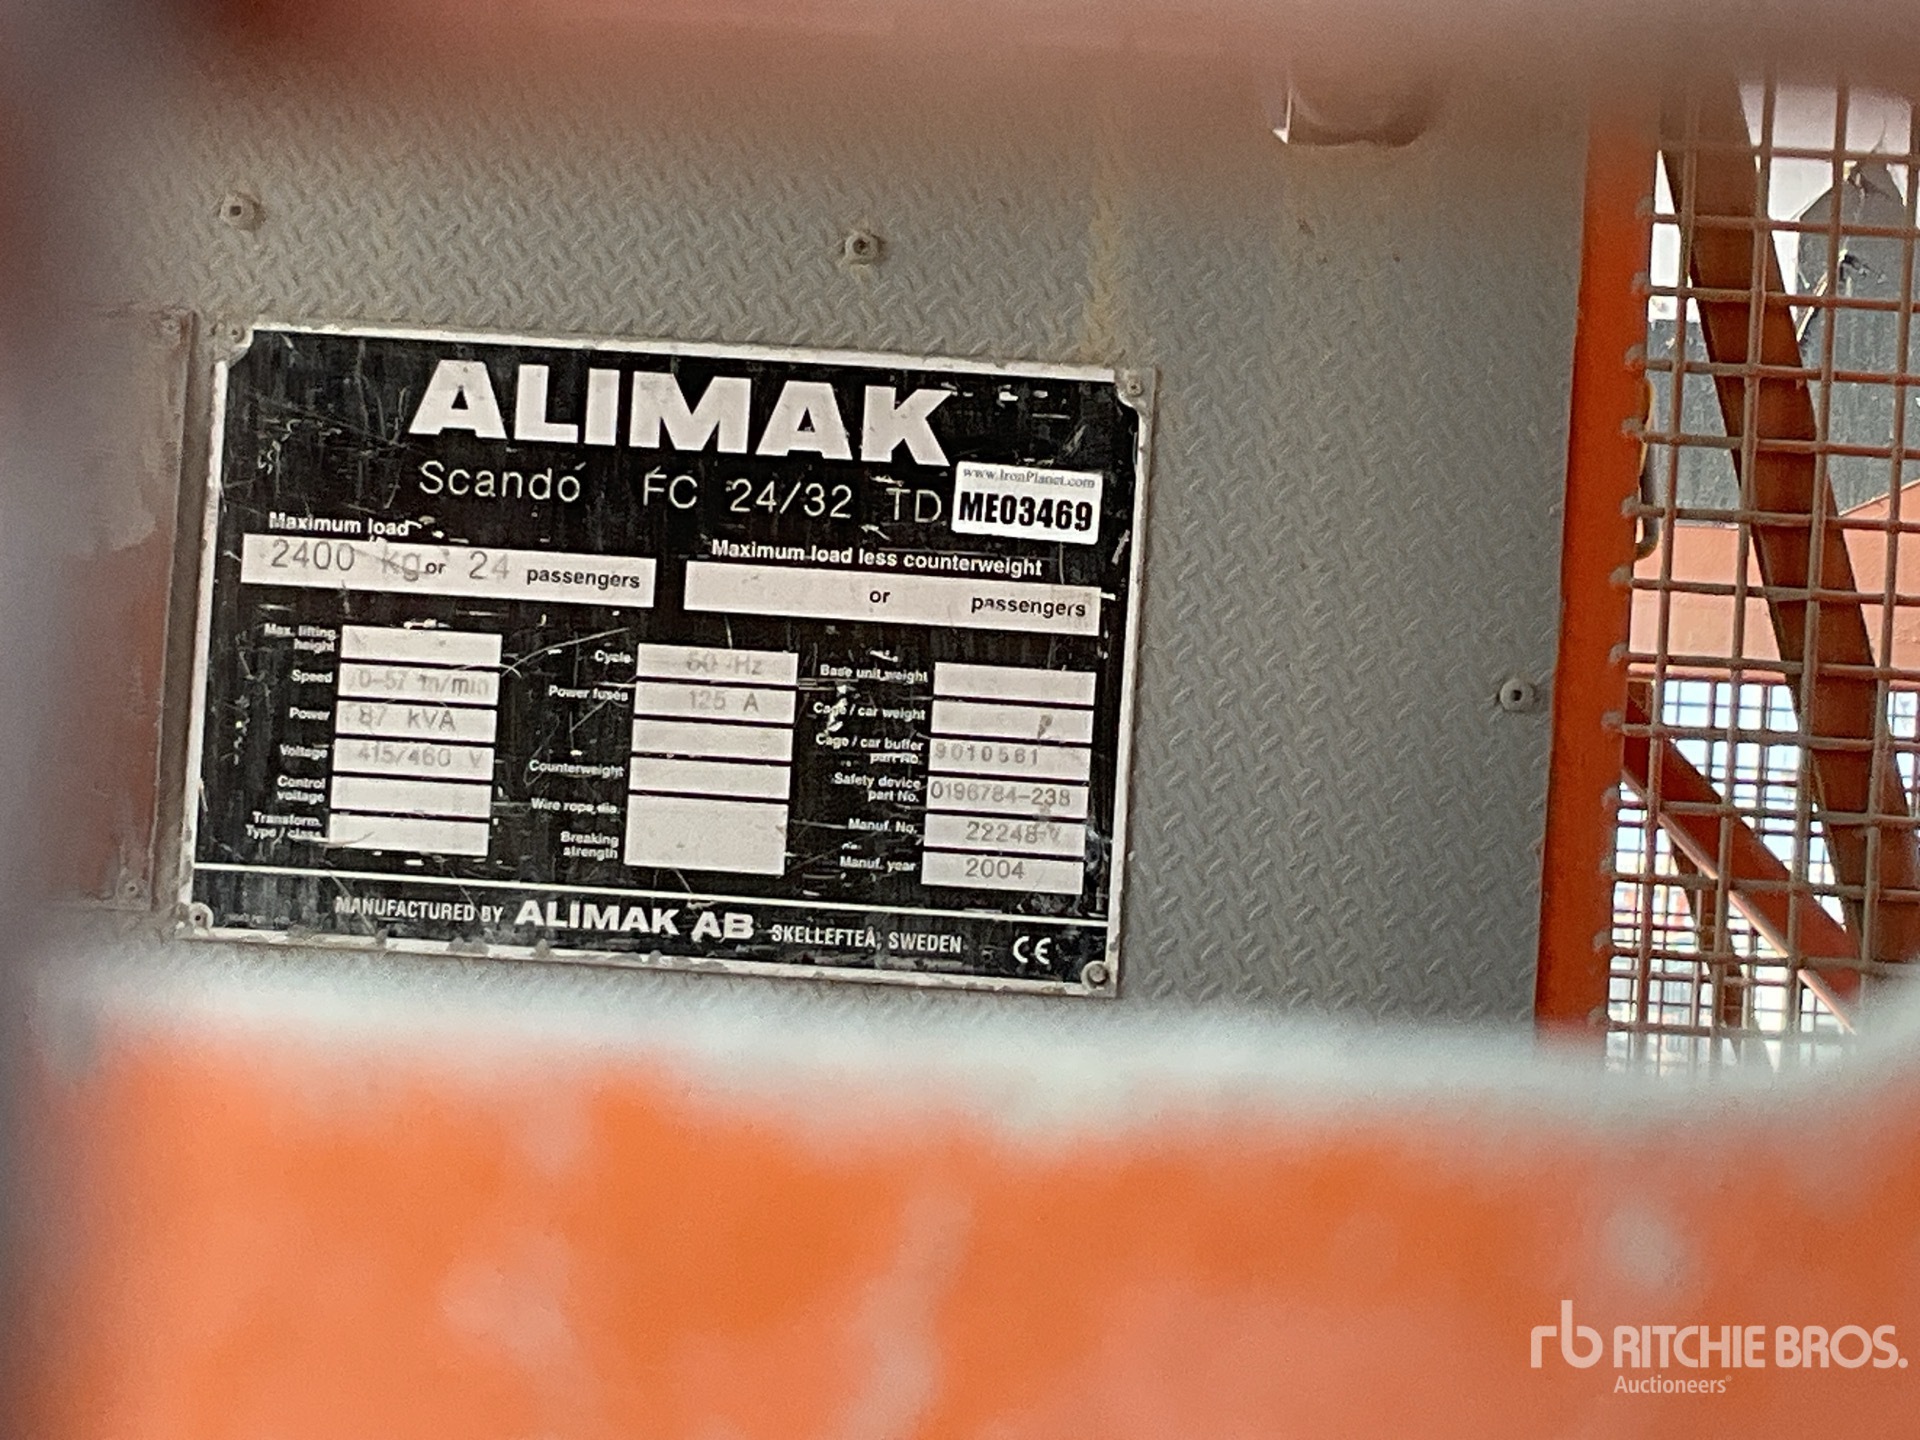 ALIMAK
Scando FC 24/32 TD
www.IronPlanet.com
ME03469
Maximum load
2400 kg or 24 passengers
Maximum load less counterweight
or passengers
Max. lifting height
Speed 0-57 m/min
Power 87 kVA
Voltage 415/460 V
Control voltage
Transform. Type / class
Cycle Hz
Power fuses 125 A
Counterweight
Wire rope dia.
Breaking strength
Base unit weight
Cage / car weight
Cage / car buffer part No. 9010561
Safety device part No. 0196784-238
Manuf. No. 22248-V
Manuf. year 2004
MANUFACTURED BY ALIMAK AB SKELLEFTEÅ, SWEDEN CE
rb RITCHIE BROS.
Auctioneers